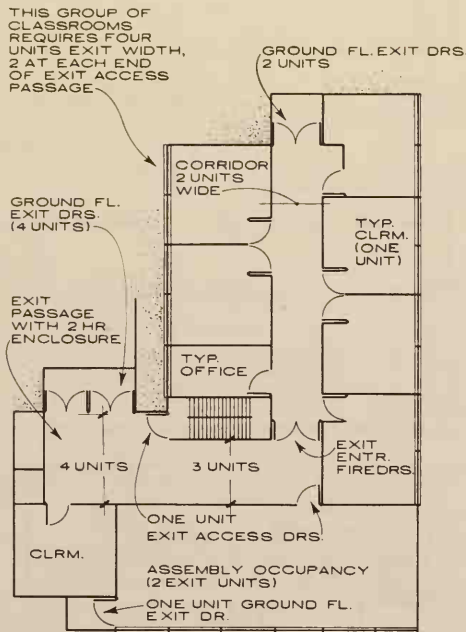 THIS GROUP OF
CLASSROOMS
REQUIRES FOUR
UNITS EXIT WIDTH,
2 AT EACH END
OF EXIT ACCESS
PASSAGE
GROUND FL. EXIT DRS.
2 UNITS
CORRIDOR
2 UNITS
WIDE
GROUND FL.
EXIT DRS.
(4 UNITS)
TYP.
CLRM.
(ONE
UNIT)
EXIT
PASSAGE
WITH 2 HR
ENCLOSURE
TYP.
OFFICE
4 UNITS
3 UNITS
EXIT
ENTR.
FIREDRS.
ONE UNIT
EXIT ACCESS DRS.
CLRM.
ASSEMBLY OCCUPANCY
(2 EXIT UNITS)
ONE UNIT GROUND FL.
EXIT DR.